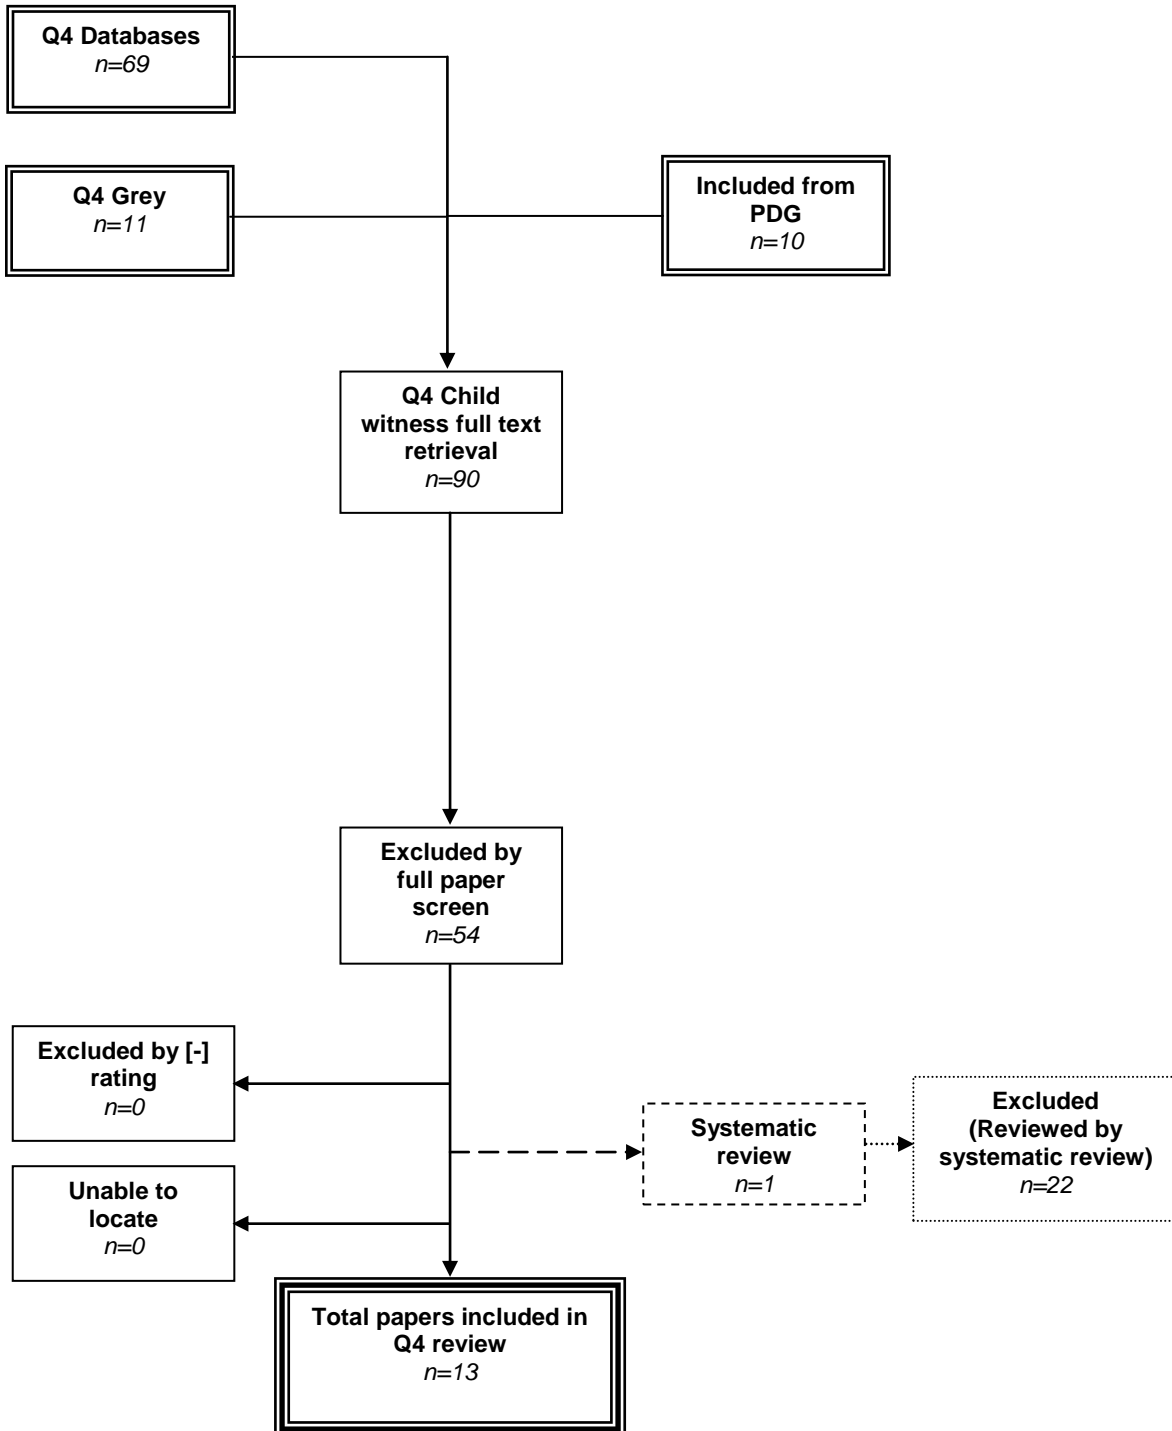 Q4 Databases
n=69
Q4 Grey
n=11
Included from
PDG
n=10
Q4 Child
witness full text
retrieval
n=90
Excluded by
full paper
screen
n=54
Excluded by [-]
rating
n=0
Systematic
review
n=1
Excluded
(Reviewed by
systematic review)
n=22
Unable to
locate
n=0
Total papers included in
Q4 review
n=13